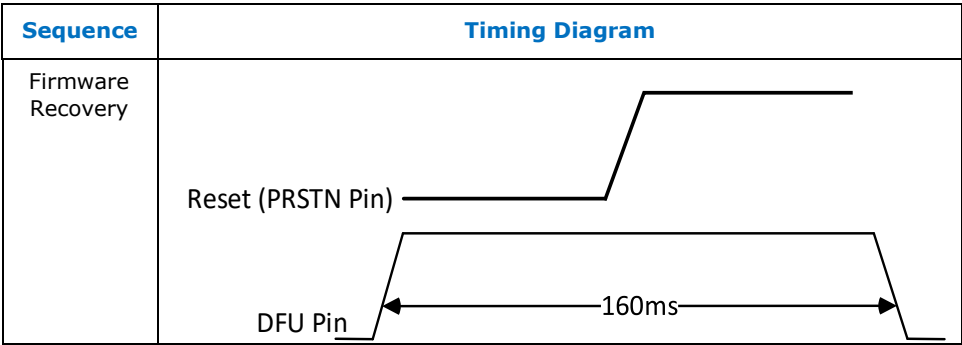 Sequence
Timing Diagram
Firmware
Recovery
Reset (PRSTN Pin)
160ms
DFU Pin